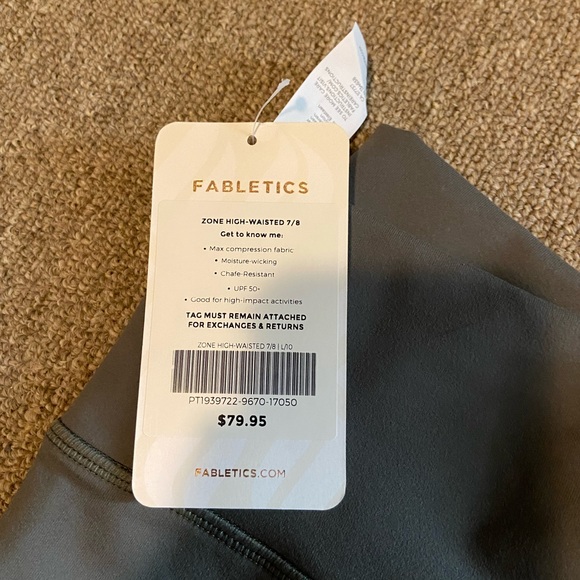 FABLETICS
ZONE HIGH-WAISTED 7/8
Get to know me:
• Max compression fabric
• Moisture-wicking
• Chafe-Resistant
• UPF 50+
• Good for high-impact activities
TAG MUST REMAIN ATTACHED
FOR EXCHANGES & RETURNS
ZONE HIGH-WAISTED 7/8 | L/10
PT1939722-9670-17050
$79.95
FABLETICS.COM